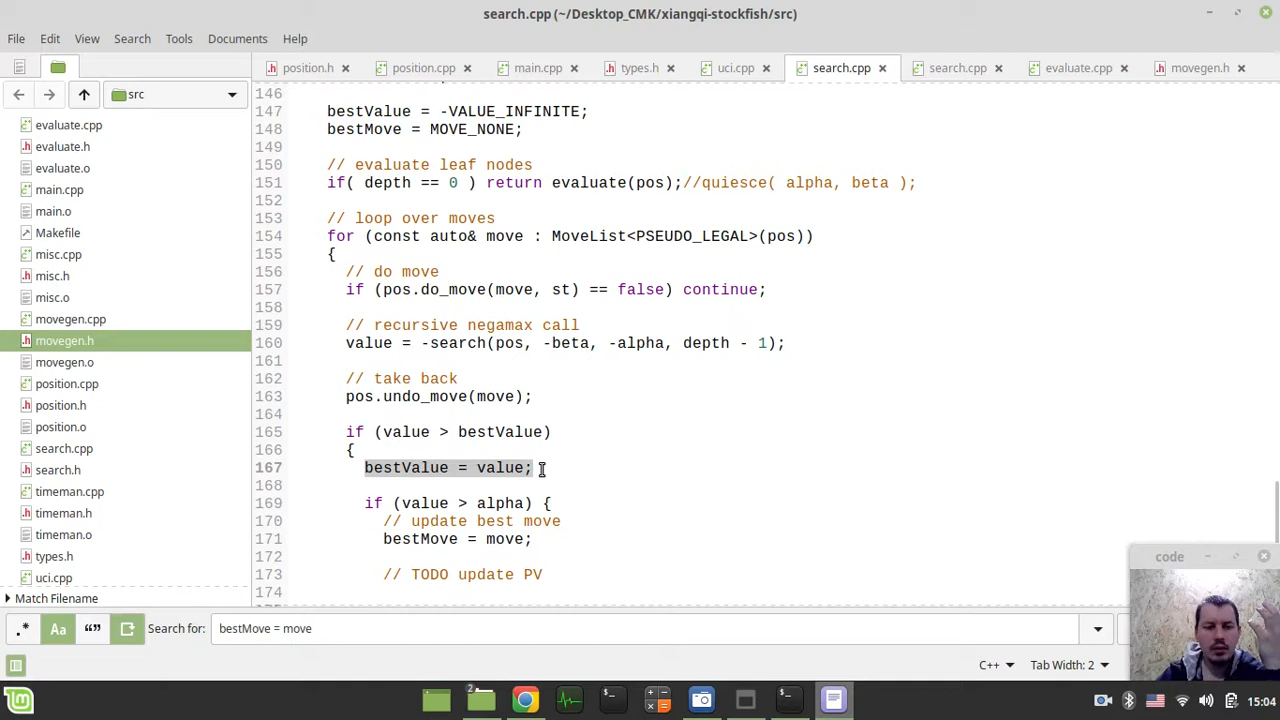 search.cpp (~/Desktop_CMK/xiangqi-stockfish/src)
File Edit View Search Tools Documents Help
position.h position.cpp main.cpp types.h uci.cpp search.cpp search.cpp evaluate.cpp movegen.h
src
evaluate.cpp
evaluate.h
evaluate.o
main.cpp
main.o
Makefile
misc.cpp
misc.h
misc.o
movegen.cpp
movegen.h
movegen.o
position.cpp
position.h
position.o
search.cpp
search.h
timeman.cpp
timeman.h
timeman.o
types.h
uci.cpp
Match Filename
146
147 bestValue = -VALUE_INFINITE;
148 bestMove = MOVE_NONE;
149
150 // evaluate leaf nodes
151 if( depth == 0 ) return evaluate(pos);//quiesce( alpha, beta );
152
153 // loop over moves
154 for (const auto& move : MoveList<PSEUDO_LEGAL>(pos))
155 {
156 // do move
157 if (pos.do_move(move, st) == false) continue;
158
159 // recursive negamax call
160 value = -search(pos, -beta, -alpha, depth - 1);
161
162 // take back
163 pos.undo_move(move);
164
165 if (value > bestValue)
166 {
167 bestValue = value;
168
169 if (value > alpha) {
170 // update best move
171 bestMove = move;
172
173 // TODO update PV
174
code
.* Aa “” Search for: bestMove = move
C++ Tab Width: 2
2
15:04